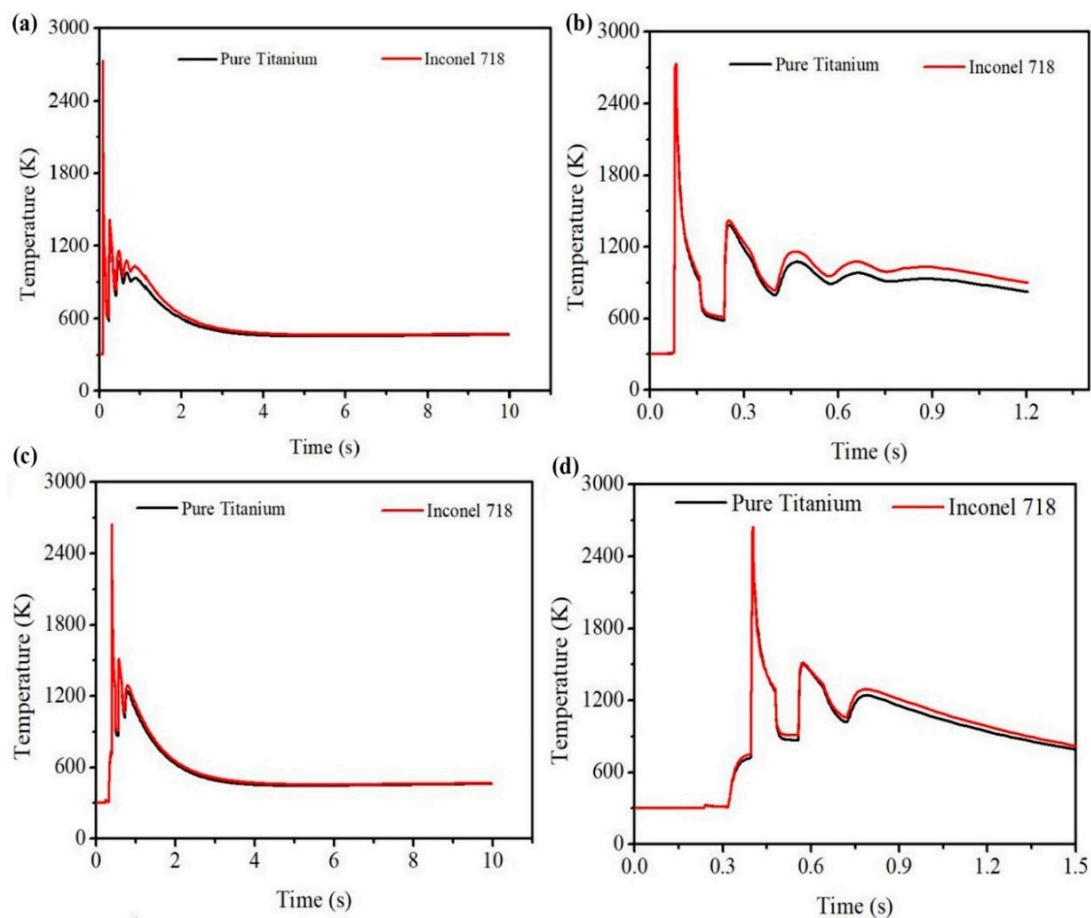 (a)
3000
2400
1800
1200
600
0
Temperature (K)
Pure Titanium
Inconel 718
0 2 4 6 8 10
Time (s)
(b)
3000
2400
1800
1200
600
0
Temperature (K)
Pure Titanium
Inconel 718
0.0 0.3 0.6 0.9 1.2
Time (s)
(c)
3000
2400
1800
1200
600
0
Temperature (K)
Pure Titanium
Inconel 718
0 2 4 6 8 10
Time (s)
(d)
3000
2400
1800
1200
600
0
Temperature (K)
Pure Titanium
Inconel 718
0.0 0.3 0.6 0.9 1.2 1.5
Time (s)